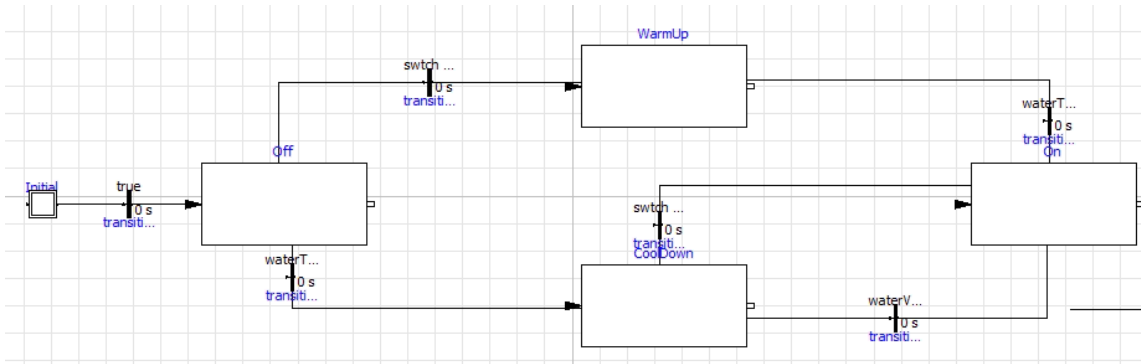 WarmUp
swtch ...
0 s
transiti...
waterT...
0 s
transiti...
Off
On
Initial
true
0 s
transiti...
swtch ...
0 s
transiti...
CoolDown
waterT...
0 s
transiti...
waterV...
0 s
transiti...